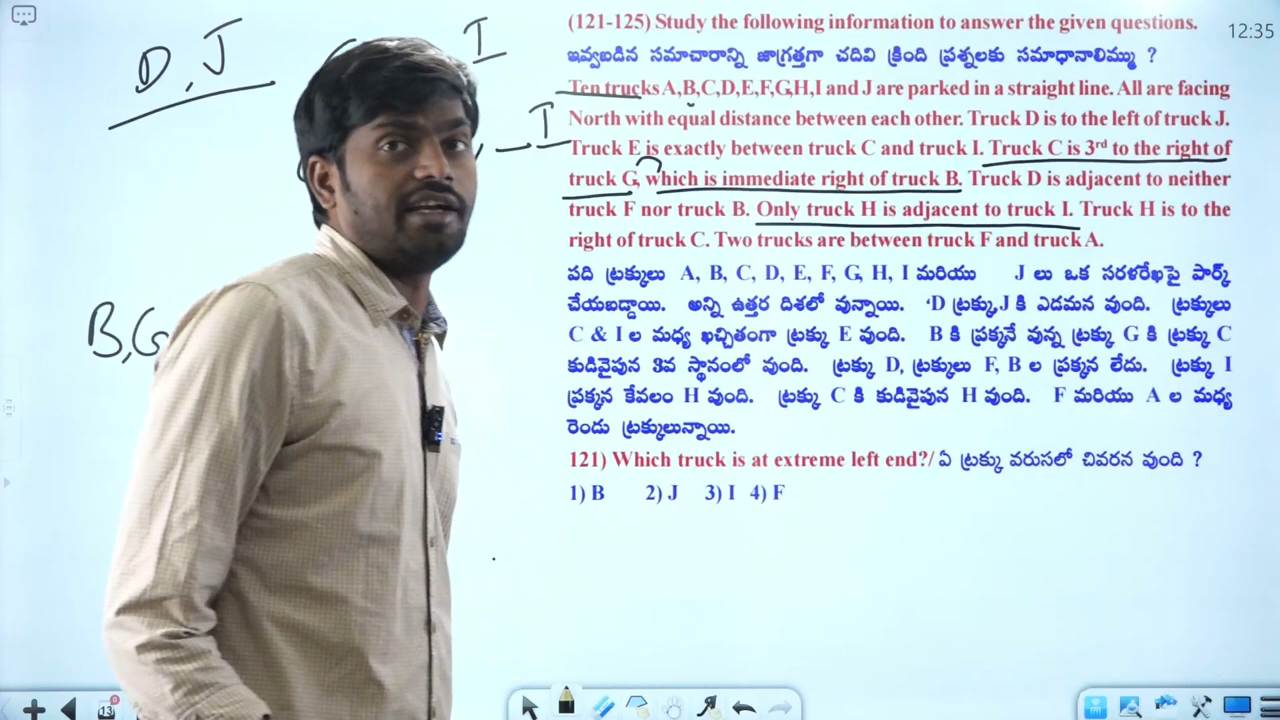 (121-125) Study the following information to answer the given questions.
12:35
ఇవ్వబడిన సమాచారాన్ని జాగ్రత్తగా చదివి క్రింది ప్రశ్నలకు సమాధానాలిమ్ము ?
D, J
I
Ten trucks A,B,C,D,E,F,G,H,I and J are parked in a straight line. All are facing
North with equal distance between each other. Truck D is to the left of truck J.
I
Truck E is exactly between truck C and truck I. Truck C is 3rd to the right of
truck G, which is immediate right of truck B. Truck D is adjacent to neither
truck F nor truck B. Only truck H is adjacent to truck I. Truck H is to the
right of truck C. Two trucks are between truck F and truck A.
పది ట్రక్కులు A, B, C, D, E, F, G, H, I మరియు J లు ఒక సరళరేఖపై పార్క్
చేయబడ్డాయి. అన్ని ఉత్తర దిశలో వున్నాయి. 'D ట్రక్కు,J కి ఎడమన వుంది. ట్రక్కులు
C & I ల మధ్య ఖచ్చితంగా ట్రక్కు E వుంది. B కి ప్రక్కనే వున్న ట్రక్కు G కి ట్రక్కు C
B, G
కుడివైపున 3వ స్థానంలో వుంది. ట్రక్కు D, ట్రక్కులు F, B ల ప్రక్కన లేదు. ట్రక్కు I
ప్రక్కన కేవలం H వుంది. ట్రక్కు C కి కుడివైపున H వుంది. F మరియు A ల మధ్య
రెండు ట్రక్కులున్నాయి.
121) Which truck is at extreme left end?/ ఏ ట్రక్కు వరుసలో చివరన వుంది ?
1) B 2) J 3) I 4) F
13